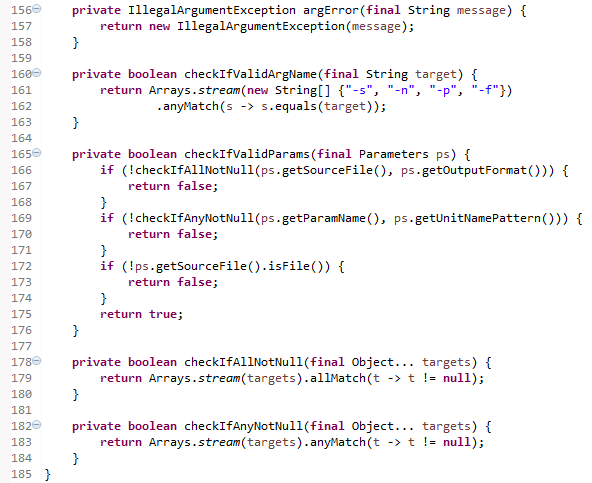 156 private IllegalArgumentException argError(final String message) {
157 return new IllegalArgumentException(message);
158 }
159
160 private boolean checkIfValidArgName(final String target) {
161 return Arrays.stream(new String[] {"-s", "-n", "-p", "-f"})
162 .anyMatch(s -> s.equals(target));
163 }
164
165 private boolean checkIfValidParams(final Parameters ps) {
166 if (!checkIfAllNotNull(ps.getSourceFile(), ps.getOutputFormat())) {
167 return false;
168 }
169 if (!checkIfAnyNotNull(ps.getParamName(), ps.getUnitNamePattern())) {
170 return false;
171 }
172 if (!ps.getSourceFile().isFile()) {
173 return false;
174 }
175 return true;
176 }
177
178 private boolean checkIfAllNotNull(final Object... targets) {
179 return Arrays.stream(targets).allMatch(t -> t != null);
180 }
181
182 private boolean checkIfAnyNotNull(final Object... targets) {
183 return Arrays.stream(targets).anyMatch(t -> t != null);
184 }
185 }